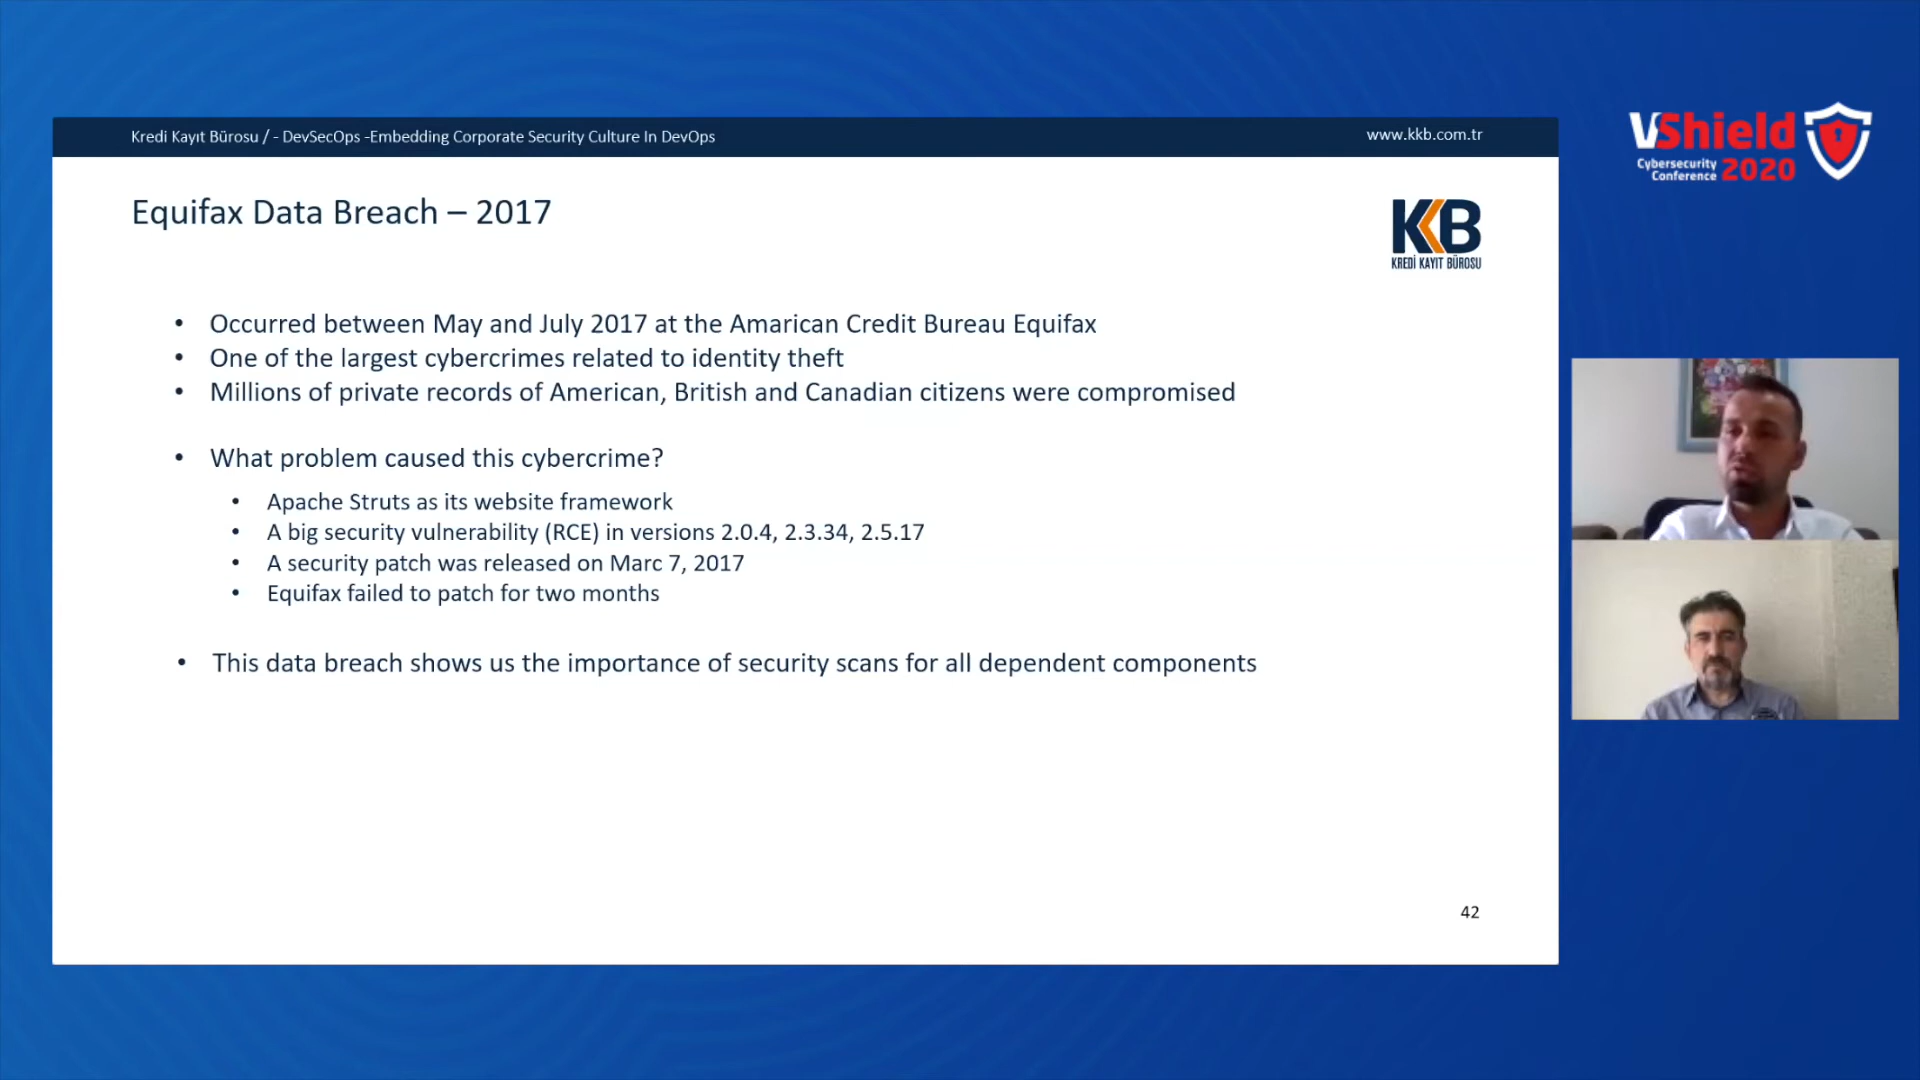 Kredi Kayıt Bürosu / - DevSecOps -Embedding Corporate Security Culture In DevOps
www.kkb.com.tr
VShield
Cybersecurity
Conference 2020
Equifax Data Breach – 2017
KKB
KREDİ KAYIT BÜROSU
• Occurred between May and July 2017 at the Amarican Credit Bureau Equifax
• One of the largest cybercrimes related to identity theft
• Millions of private records of American, British and Canadian citizens were compromised
• What problem caused this cybercrime?
• Apache Struts as its website framework
• A big security vulnerability (RCE) in versions 2.0.4, 2.3.34, 2.5.17
• A security patch was released on Marc 7, 2017
• Equifax failed to patch for two months
• This data breach shows us the importance of security scans for all dependent components
42